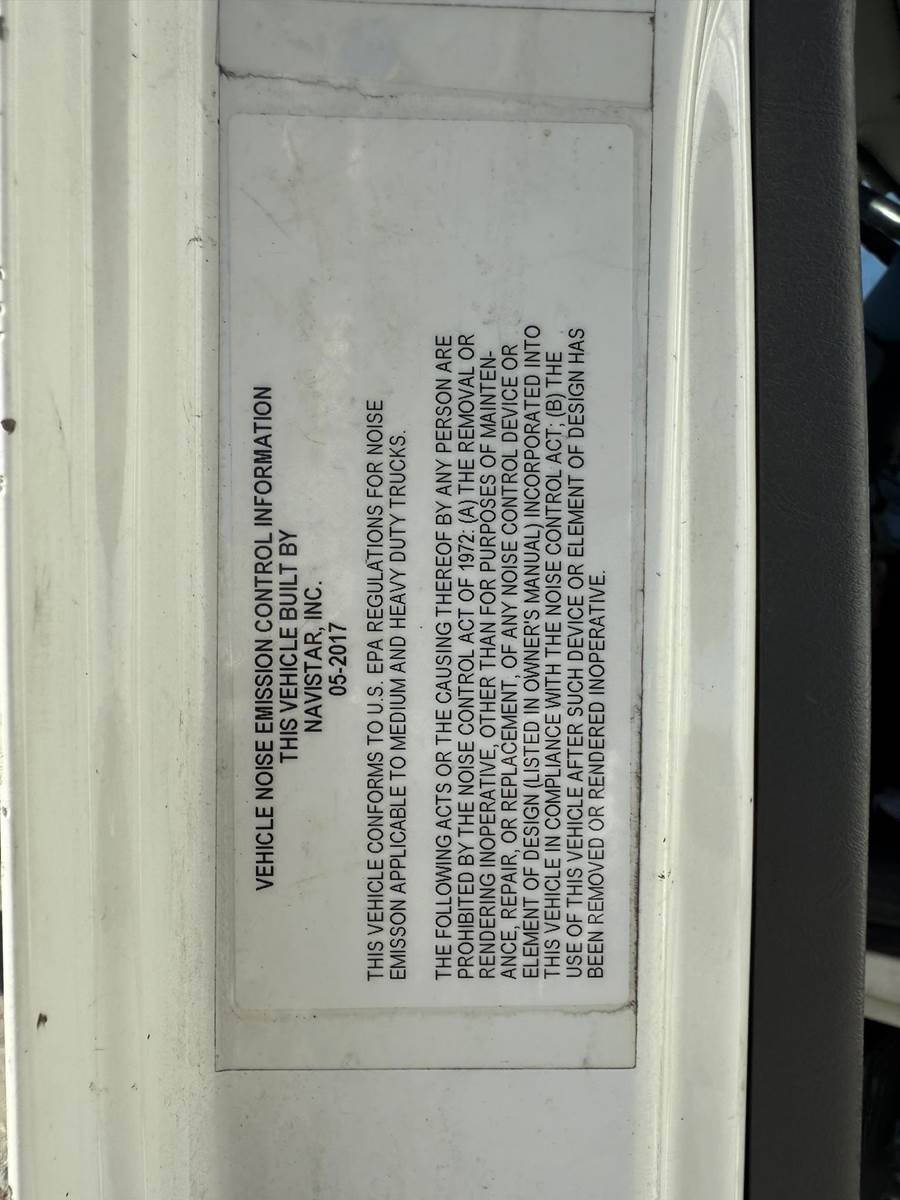 VEHICLE NOISE EMISSION CONTROL INFORMATION
THIS VEHICLE BUILT BY
NAVISTAR, INC.
05-2017
THIS VEHICLE CONFORMS TO U.S. EPA REGULATIONS FOR NOISE
EMISSON APPLICABLE TO MEDIUM AND HEAVY DUTY TRUCKS.
THE FOLLOWING ACTS OR THE CAUSING THEREOF BY ANY PERSON ARE
PROHIBITED BY THE NOISE CONTROL ACT OF 1972: (A) THE REMOVAL OR
RENDERING INOPERATIVE, OTHER THAN FOR PURPOSES OF MAINTEN-
ANCE, REPAIR, OR REPLACEMENT, OF ANY NOISE CONTROL DEVICE OR
ELEMENT OF DESIGN (LISTED IN OWNER'S MANUAL) INCORPORATED INTO
THIS VEHICLE IN COMPLIANCE WITH THE NOISE CONTROL ACT; (B) THE
USE OF THIS VEHICLE AFTER SUCH DEVICE OR ELEMENT OF DESIGN HAS
BEEN REMOVED OR RENDERED INOPERATIVE.